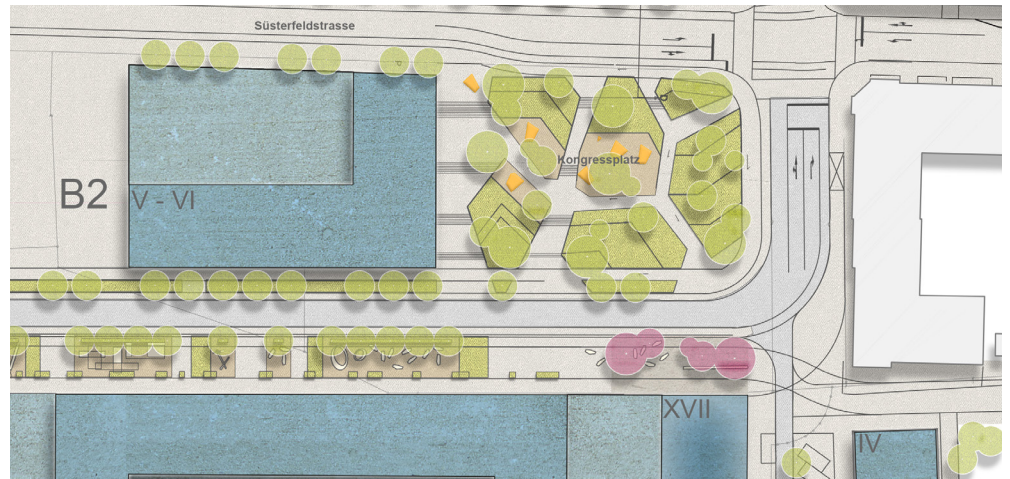 Süsterfeldstrasse
Kongressplatz
B2
V - VI
XVII
IV